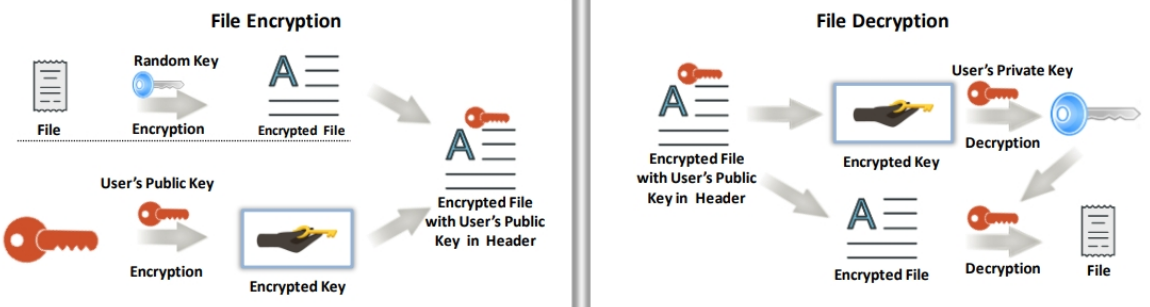 File Encryption
Random Key
File
Encryption
A
Encrypted File
User's Public Key
Encryption
Encrypted Key
A
Encrypted File
with User's Public
Key in Header
File Decryption
A
Encrypted File
with User's Public
Key in Header
Encrypted Key
User's Private Key
Decryption
A
Encrypted File
Decryption
File